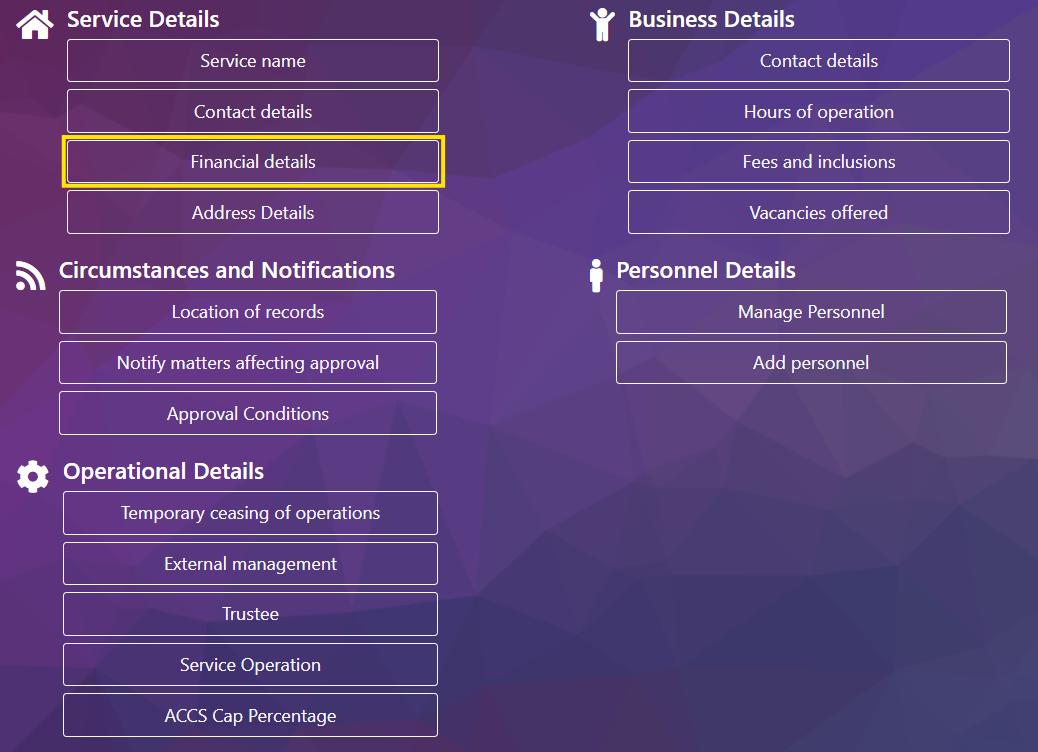 Service Details
Service name
Contact details
Financial details
Address Details
Business Details
Contact details
Hours of operation
Fees and inclusions
Vacancies offered
Circumstances and Notifications
Location of records
Notify matters affecting approval
Approval Conditions
Personnel Details
Manage Personnel
Add personnel
Operational Details
Temporary ceasing of operations
External management
Trustee
Service Operation
ACCS Cap Percentage